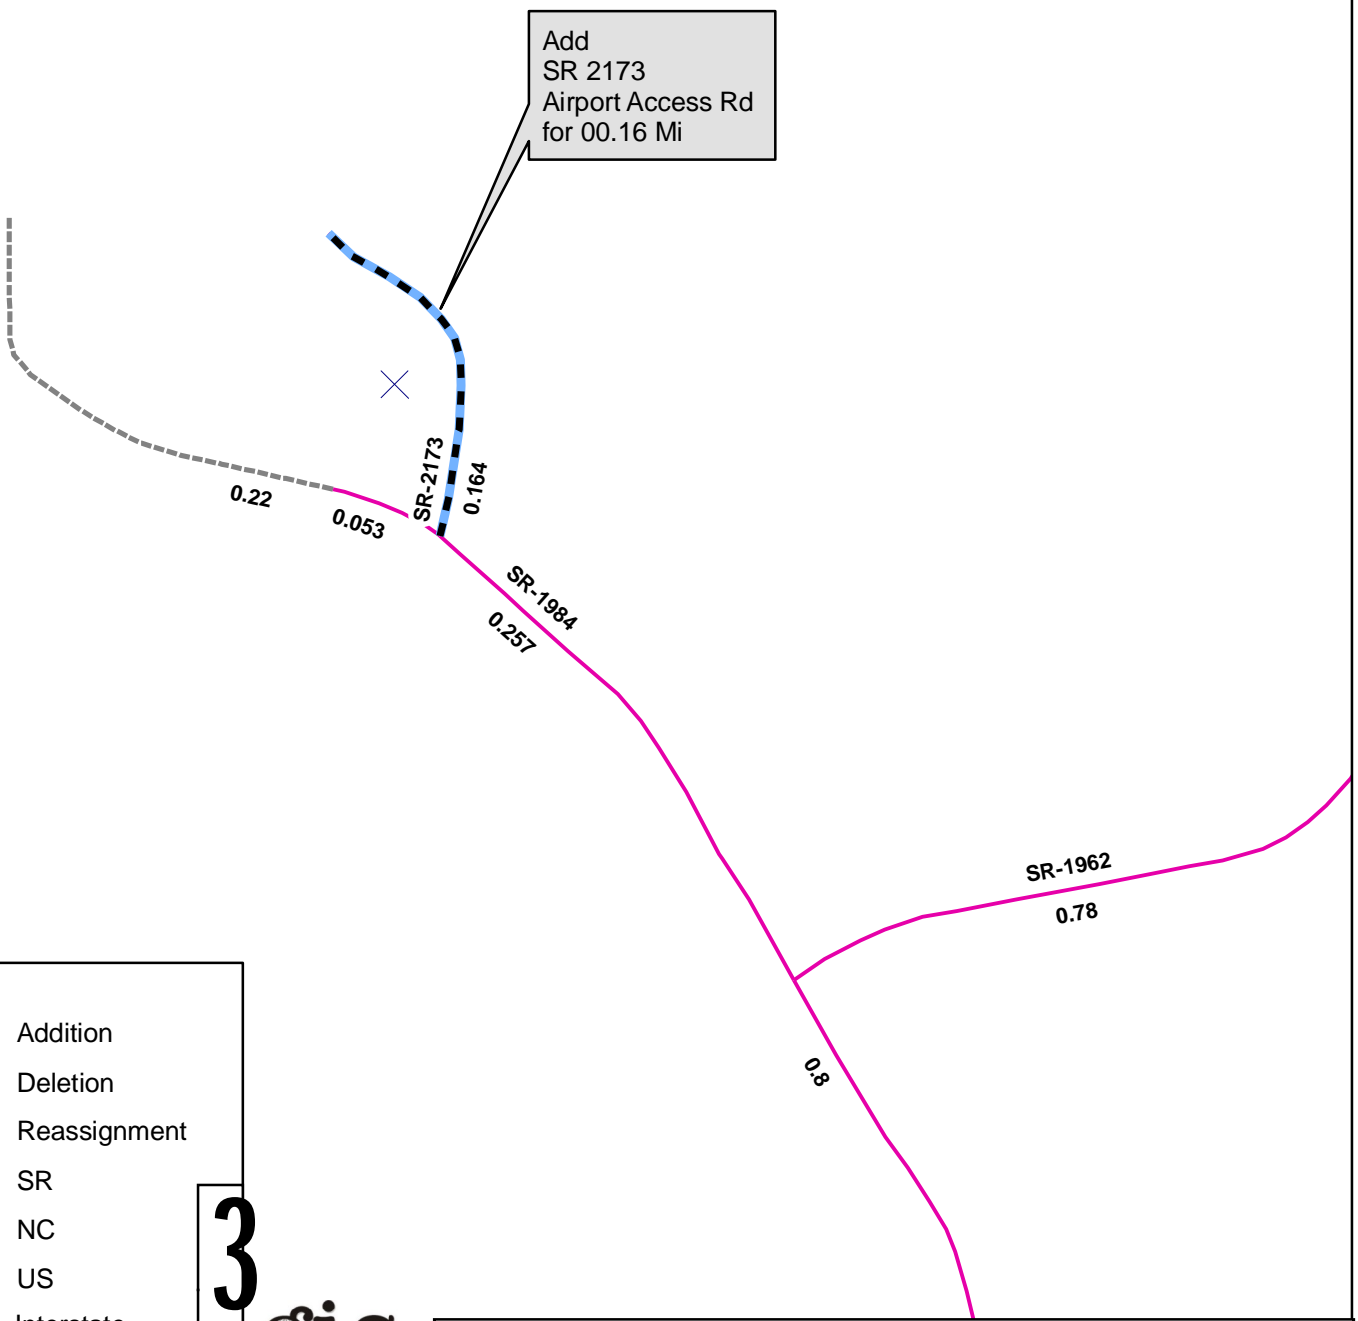 Add
SR 2173
Airport Access Rd
for 00.16 Mi
SR-2173
0.164
0.22
0.053
SR-1984
0.257
SR-1962
0.78
0.8
Addition
Deletion
Reassignment
SR
NC
US
Interstate
3